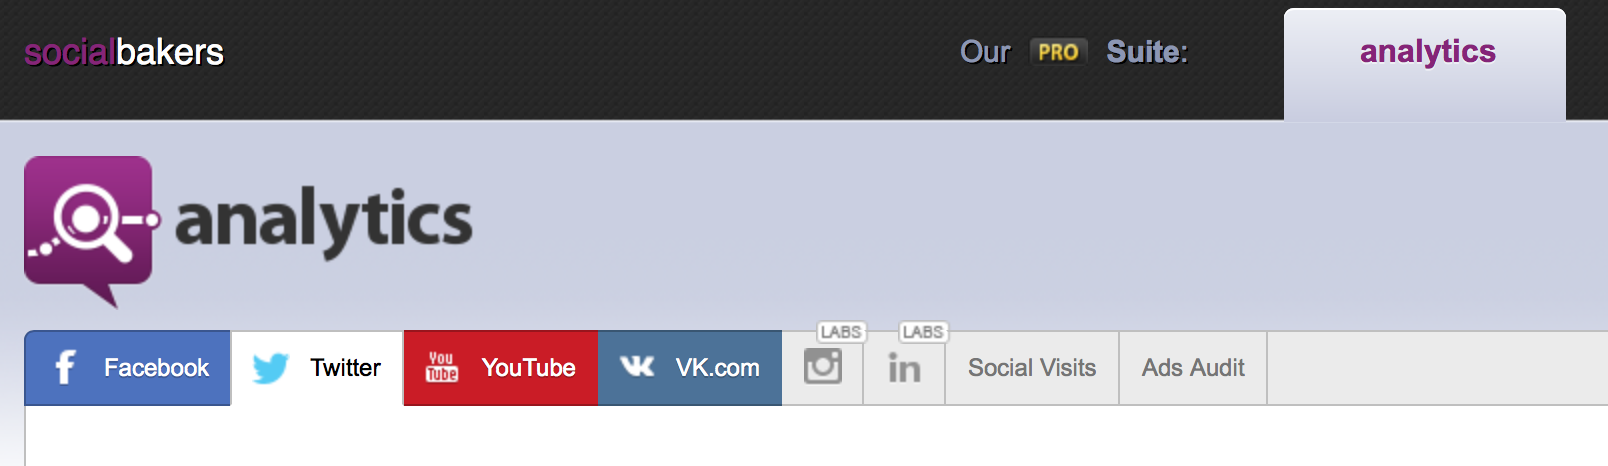 socialbakers Our PRO Suite: analytics
analytics
LABS LABS
f Facebook Twitter You Tube YouTube VK.com in Social Visits Ads Audit